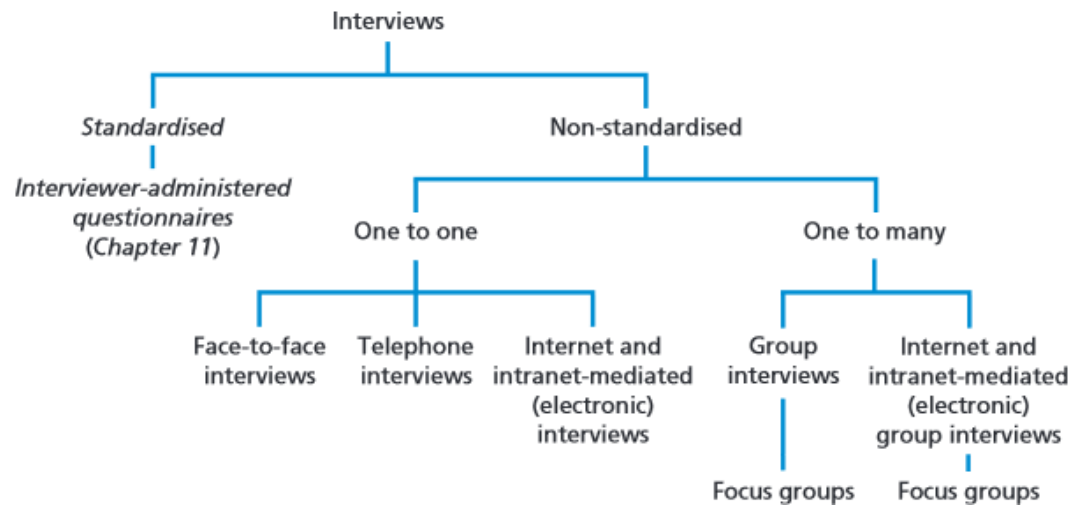 Interviews
Standardised
Non-standardised
Interviewer-administered
questionnaires
(Chapter 11)
One to one
One to many
Face-to-face
interviews
Telephone
interviews
Internet and
intranet-mediated
(electronic)
interviews
Group
interviews
Internet and
intranet-mediated
(electronic)
group interviews
Focus groups
Focus groups